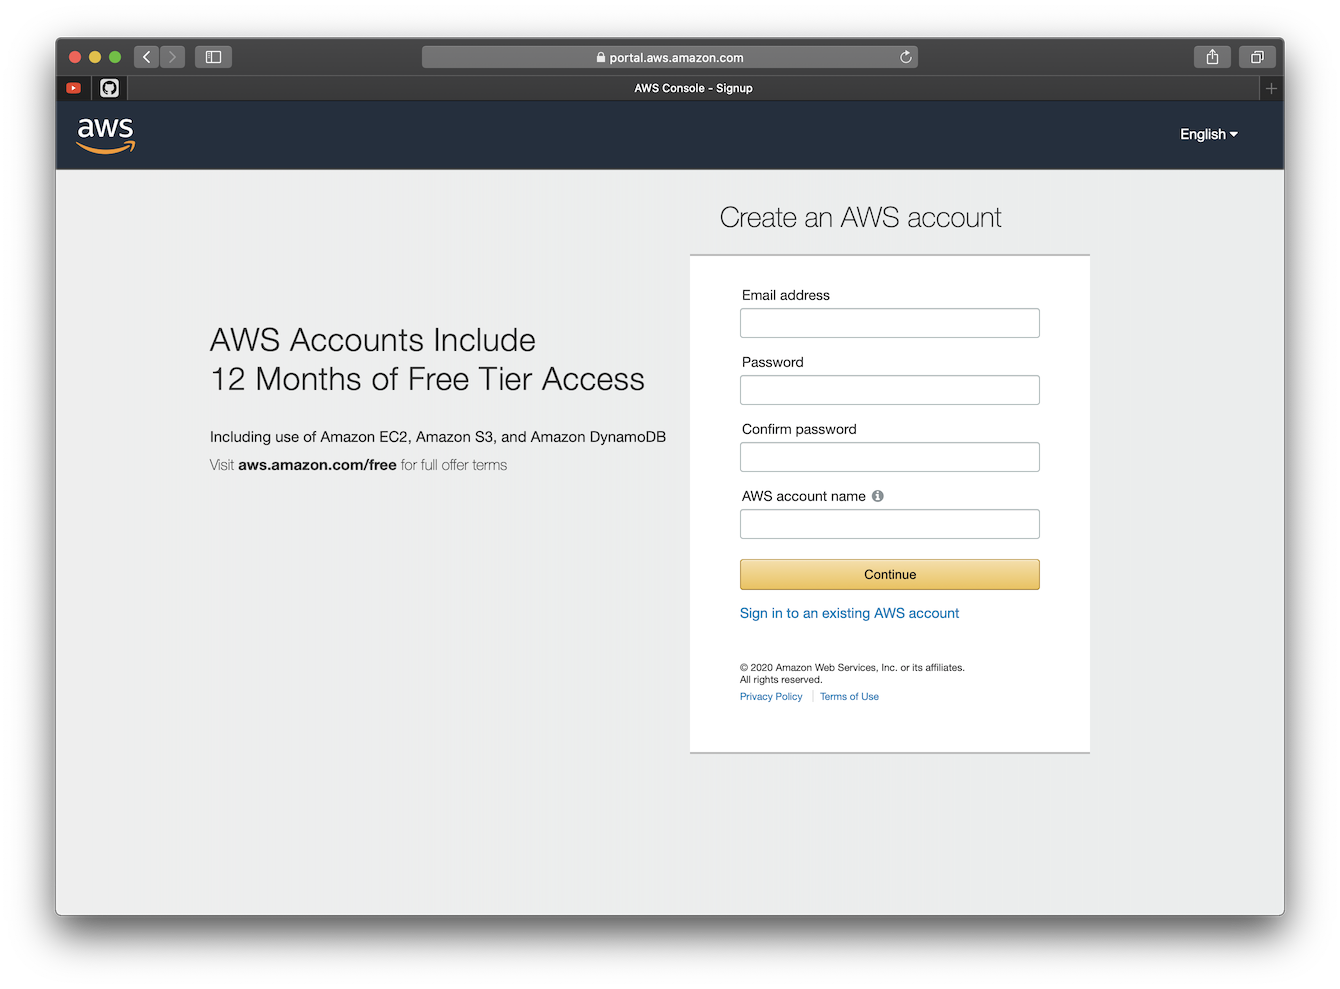 portal.aws.amazon.com
AWS Console - Signup
aws
English
Create an AWS account
AWS Accounts Include
12 Months of Free Tier Access
Including use of Amazon EC2, Amazon S3, and Amazon DynamoDB
Visit aws.amazon.com/free for full offer terms
Email address
Password
Confirm password
AWS account name
Continue
Sign in to an existing AWS account
© 2020 Amazon Web Services, Inc. or its affiliates.
All rights reserved.
Privacy Policy | Terms of Use